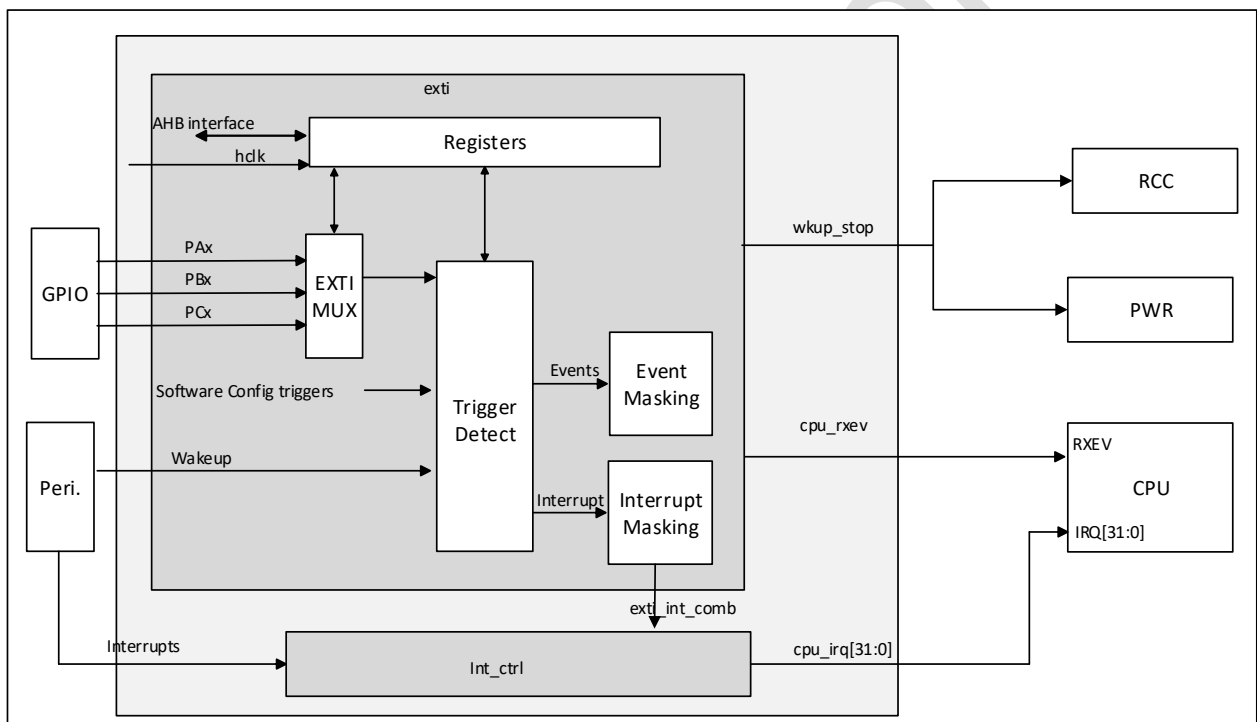 exti
AHB interface
Registers
hclk
RCC
wkup_stop
PAx
GPIO
PBx
EXTI
MUX
PCx
PWR
Software Config triggers
Trigger
Detect
Events
Event
Masking
cpu_rxev
Wakeup
RXEV
Peri.
CPU
Interrupt
Interrupt
Masking
IRQ[31:0]
exti_int_comb
Interrupts
Int_ctrl
cpu_irq[31:0]